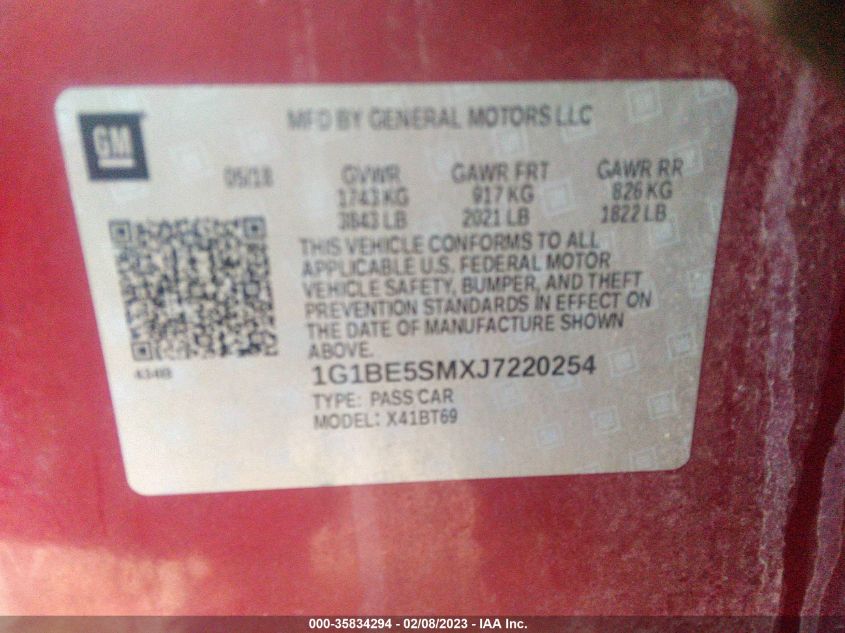 GM
MFD BY GENERAL MOTORS LLC
05/18 GVWR GAWR FRT GAWR RR
1743 KG 917 KG 826 KG
3843 LB 2021 LB 1822 LB
THIS VEHICLE CONFORMS TO ALL
APPLICABLE U.S. FEDERAL MOTOR
VEHICLE SAFETY, BUMPER, AND THEFT
PREVENTION STANDARDS IN EFFECT ON
THE DATE OF MANUFACTURE SHOWN
ABOVE.
1G1BE5SMXJ7220254
TYPE: PASS CAR
MODEL: X41BT69
000-35834294 - 02/08/2023 - IAA Inc.